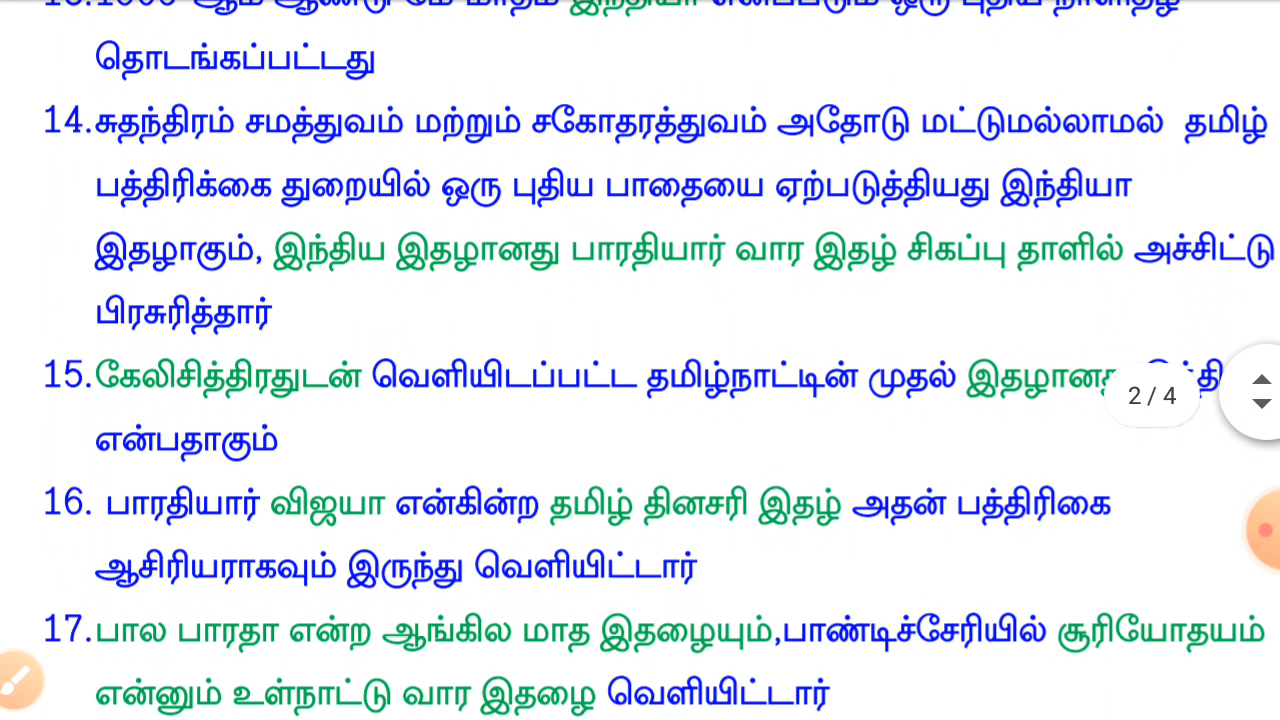 தொடங்கப்பட்டது
14.சுதந்திரம் சமத்துவம் மற்றும் சகோதரத்துவம் அதோடு மட்டுமல்லாமல் தமிழ்
பத்திரிக்கை துறையில் ஒரு புதிய பாதையை ஏற்படுத்தியது இந்தியா
இதழாகும், இந்திய இதழானது பாரதியார் வார இதழ் சிகப்பு தாளில் அச்சிட்டு
பிரசுரித்தார்
15.கேலிசித்திரதுடன் வெளியிடப்பட்ட தமிழ்நாட்டின் முதல் இதழானது
2 / 4
என்பதாகும்
16. பாரதியார் விஜயா என்கின்ற தமிழ் தினசரி இதழ் அதன் பத்திரிகை
ஆசிரியராகவும் இருந்து வெளியிட்டார்
17.பால பாரதா என்ற ஆங்கில மாத இதழையும்,பாண்டிச்சேரியில் சூரியோதயம்
என்னும் உள்நாட்டு வார இதழை வெளியிட்டார்